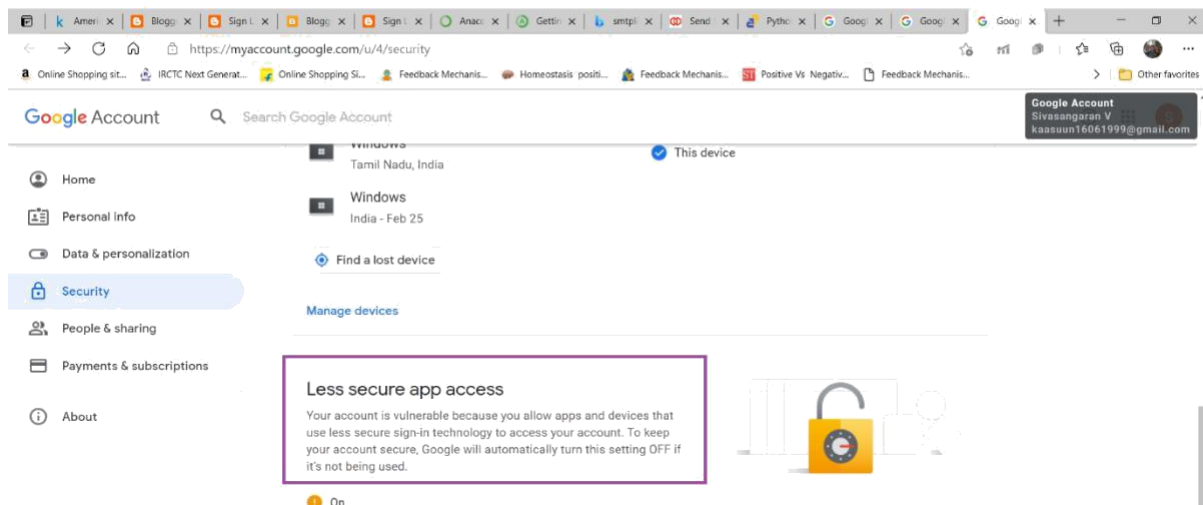 Ameri
Blogg
Sign I
Blogg
Sign I
Anaco
Gettin
smtpl
Send
Pytho
Googl
Googl
Googl
https://myaccount.google.com/u/4/security
Online Shopping sit...
IRCTC Next Generat...
Online Shopping Si...
Feedback Mechanis...
Homeostasis positi...
Feedback Mechanis...
Positive Vs Negativ...
Feedback Mechanis...
Other favorites
Google Account
Search Google Account
Google Account
Sivasangaran V
kaasuun16061999@gmail.com
Home
Personal info
Data & personalization
Security
People & sharing
Payments & subscriptions
About
Windows
Tamil Nadu, India
This device
Windows
India - Feb 25
Find a lost device
Manage devices
Less secure app access
Your account is vulnerable because you allow apps and devices that
use less secure sign-in technology to access your account. To keep
your account secure, Google will automatically turn this setting OFF if
it's not being used.
On